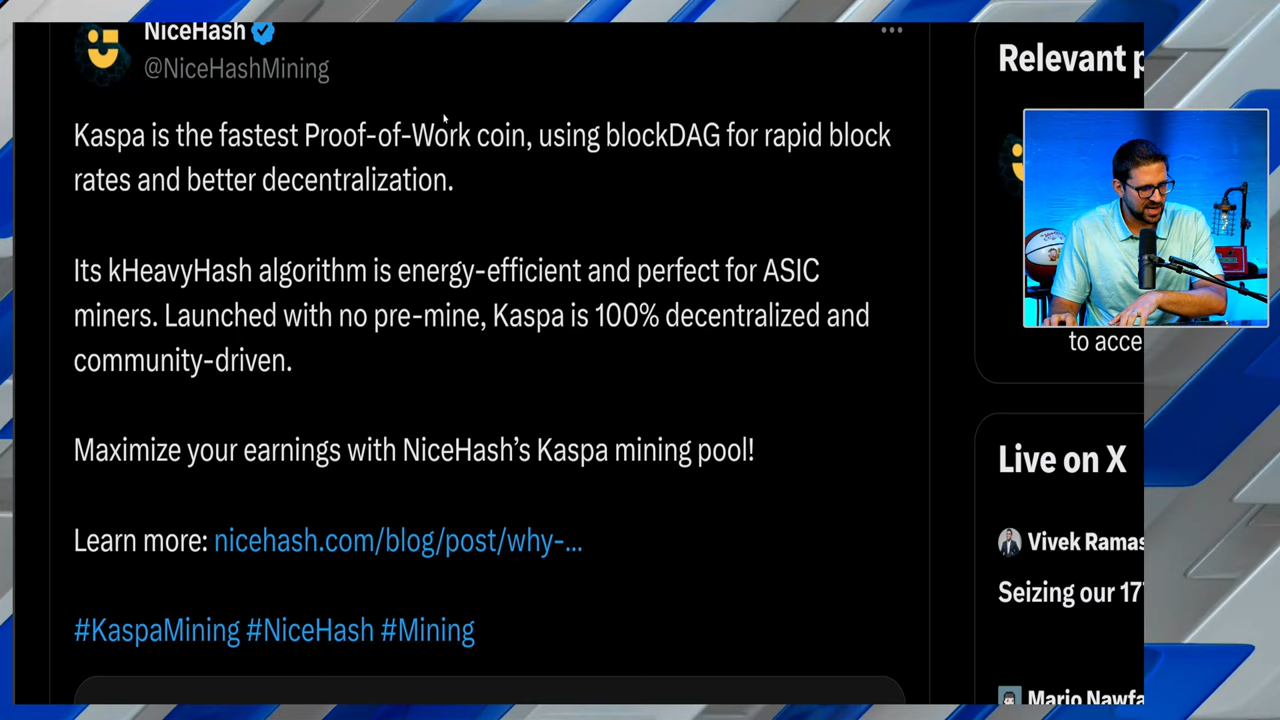 NiceHash
@NiceHashMining
Kaspa is the fastest Proof-of-Work coin, using blockDAG for rapid block
rates and better decentralization.
Its kHeavyHash algorithm is energy-efficient and perfect for ASIC
miners. Launched with no pre-mine, Kaspa is 100% decentralized and
community-driven.
Maximize your earnings with NiceHash’s Kaspa mining pool!
Learn more: nicehash.com/blog/post/why-...
#KaspaMining #NiceHash #Mining
Relevant p
to acce
Live on X
Vivek Ramas
Seizing our 17
Mario Nawfa